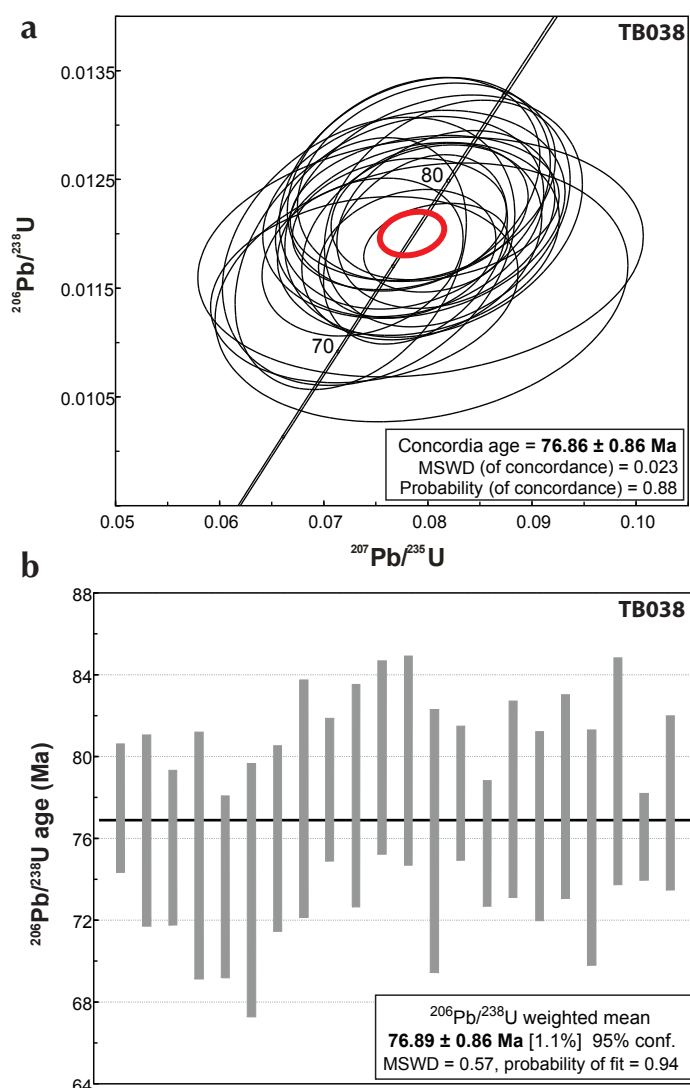 a
TB038
0.0135
0.0125
0.0115
0.0105
²⁰⁶Pb/²³⁸U
80
70
Concordia age = 76.86 ± 0.86 Ma
MSWD (of concordance) = 0.023
Probability (of concordance) = 0.88
0.05 0.06 0.07 0.08 0.09 0.10
²⁰⁷Pb/²³⁵U
b
TB038
88
84
80
76
72
68
64
²⁰⁶Pb/²³⁸U age (Ma)
²⁰⁶Pb/²³⁸U weighted mean
76.89 ± 0.86 Ma [1.1%] 95% conf.
MSWD = 0.57, probability of fit = 0.94